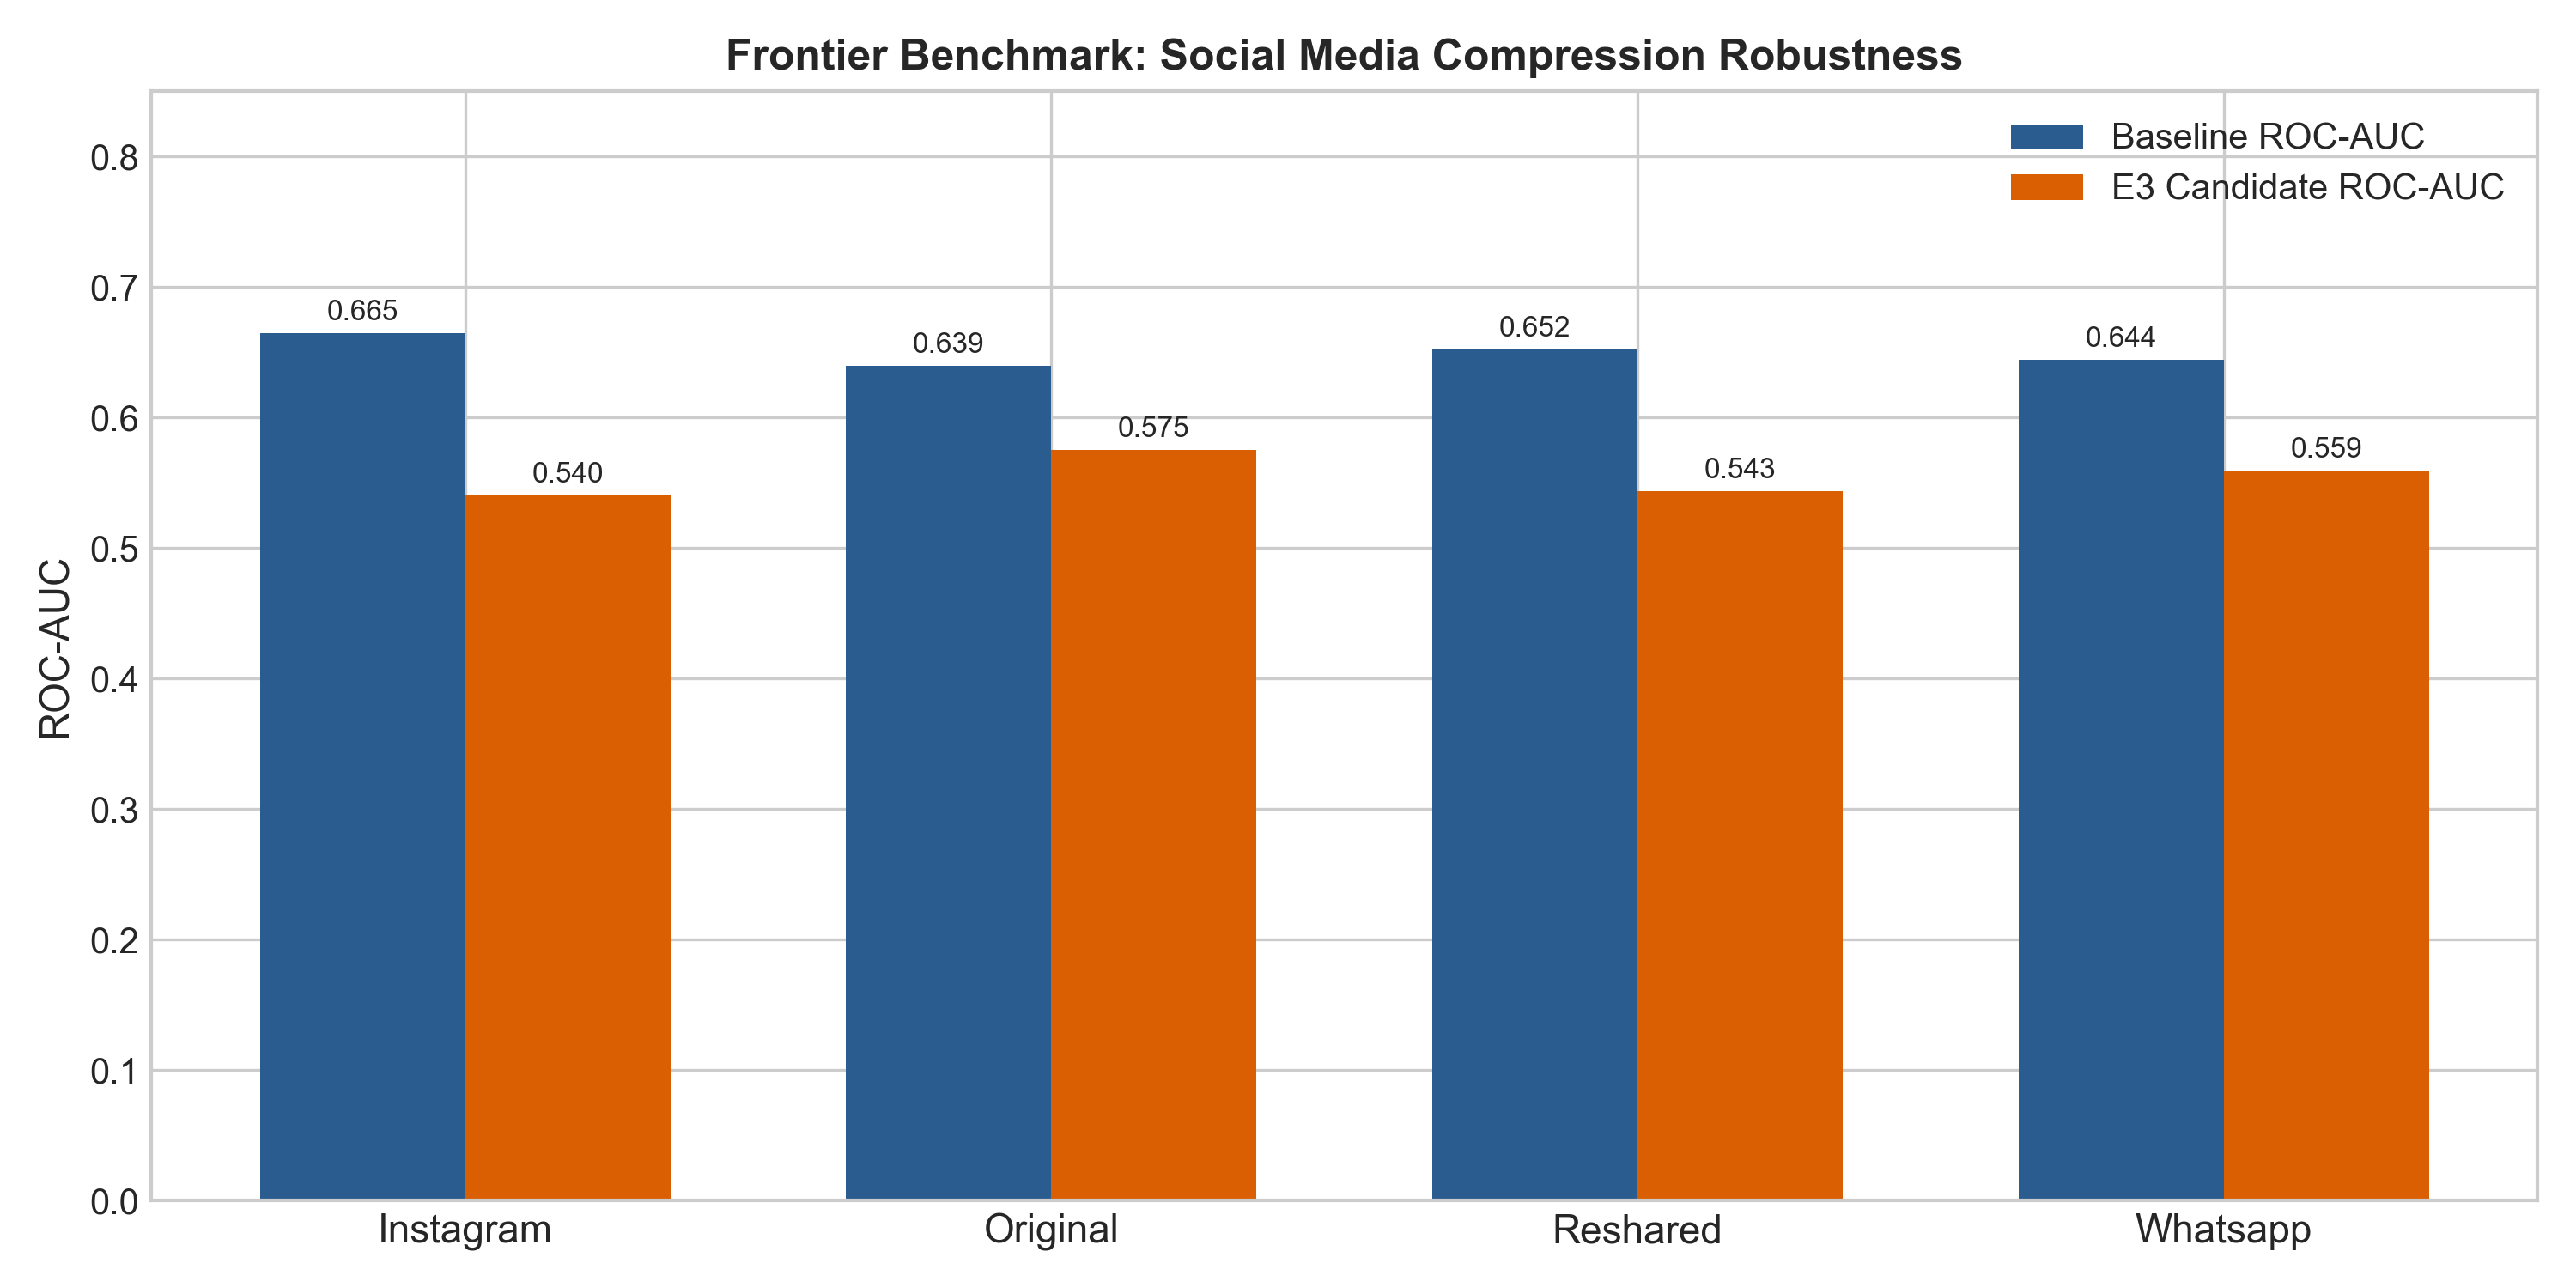 Frontier Benchmark: Social Media Compression Robustness
Baseline ROC-AUC
E3 Candidate ROC-AUC
ROC-AUC
0.8
0.7
0.6
0.5
0.4
0.3
0.2
0.1
0.0
0.665
0.540
0.639
0.575
0.652
0.543
0.644
0.559
Instagram
Original
Reshared
Whatsapp